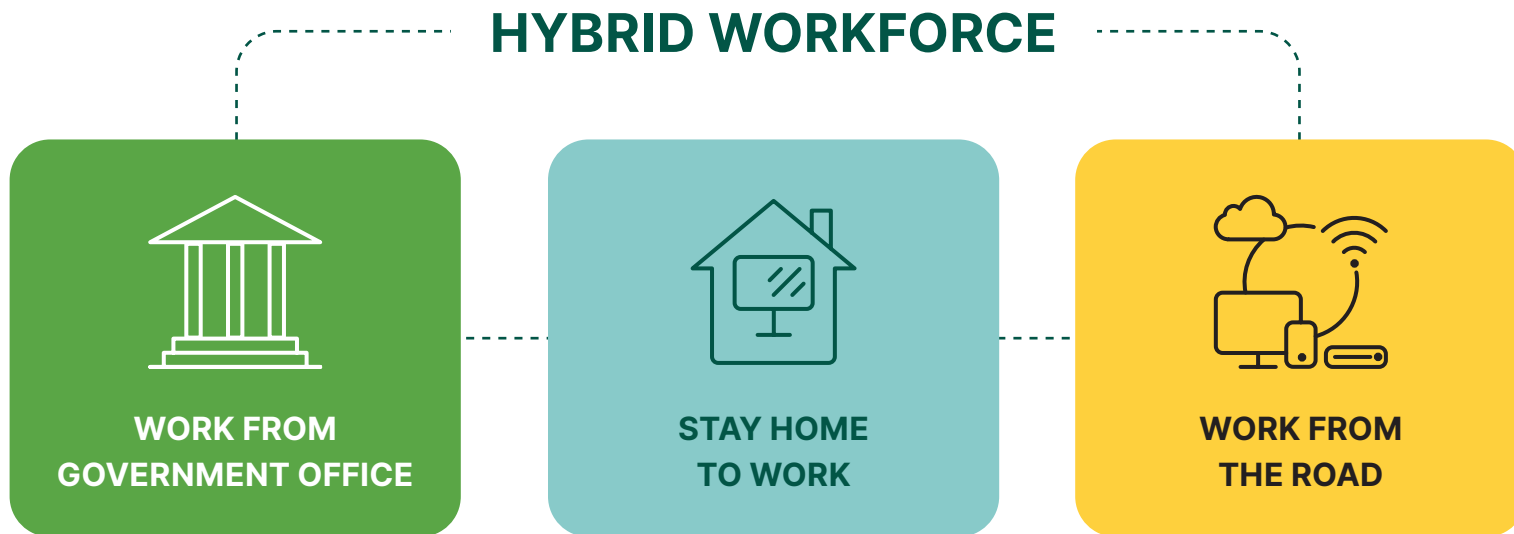 HYBRID WORKFORCE
WORK FROM
GOVERNMENT OFFICE
STAY HOME
TO WORK
WORK FROM
THE ROAD